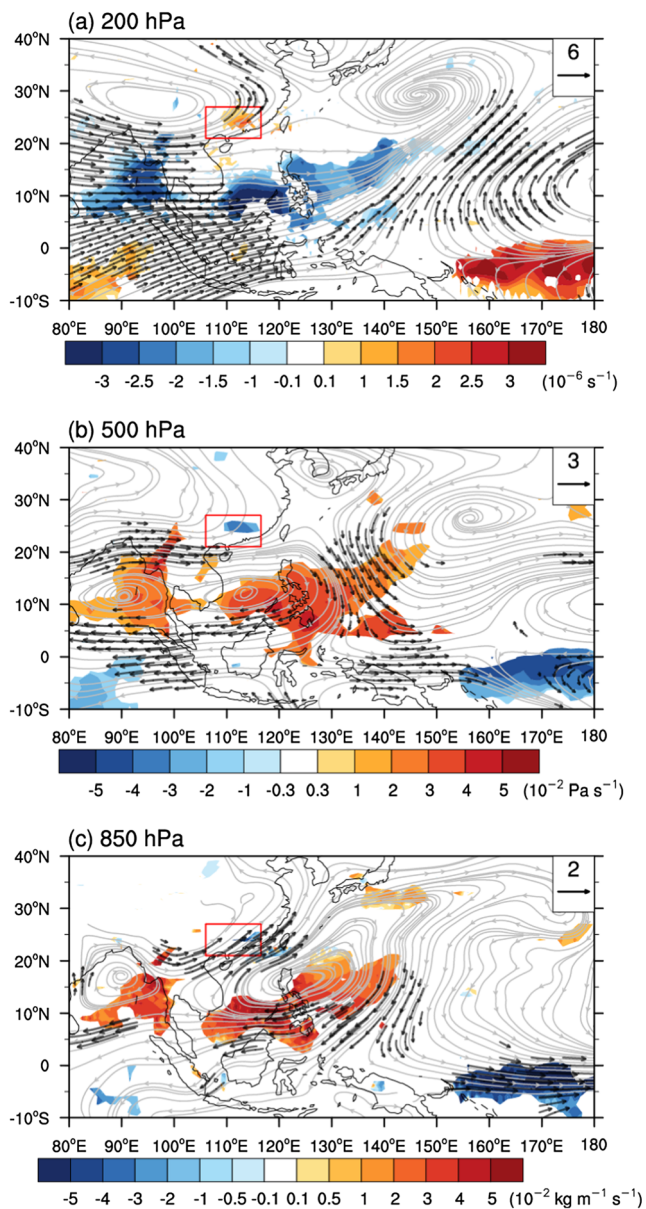 (a) 200 hPa
6
40°N
30°N
20°N
10°N
0
-10°S
80°E 90°E 100°E 110°E 120°E 130°E 140°E 150°E 160°E 170°E 180
-3 -2.5 -2 -1.5 -1 -0.1 0.1 1 1.5 2 2.5 3 (10⁻⁶ s⁻¹)
(b) 500 hPa
3
40°N
30°N
20°N
10°N
0
-10°S
80°E 90°E 100°E 110°E 120°E 130°E 140°E 150°E 160°E 170°E 180
-5 -4 -3 -2 -1 -0.3 0.3 1 2 3 4 5 (10⁻² Pa s⁻¹)
(c) 850 hPa
2
40°N
30°N
20°N
10°N
0
-10°S
80°E 90°E 100°E 110°E 120°E 130°E 140°E 150°E 160°E 170°E 180
-5 -4 -3 -2 -1 -0.5 -0.1 0.1 0.5 1 2 3 4 5 (10⁻² kg m⁻¹ s⁻¹)